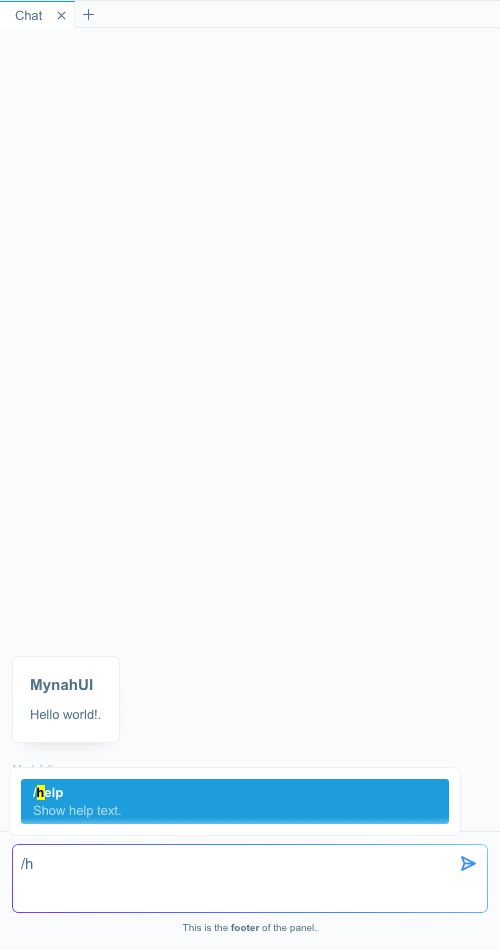 Chat
MynahUI
Hello world!.
/help
Show help text.
/h
This is the footer of the panel.